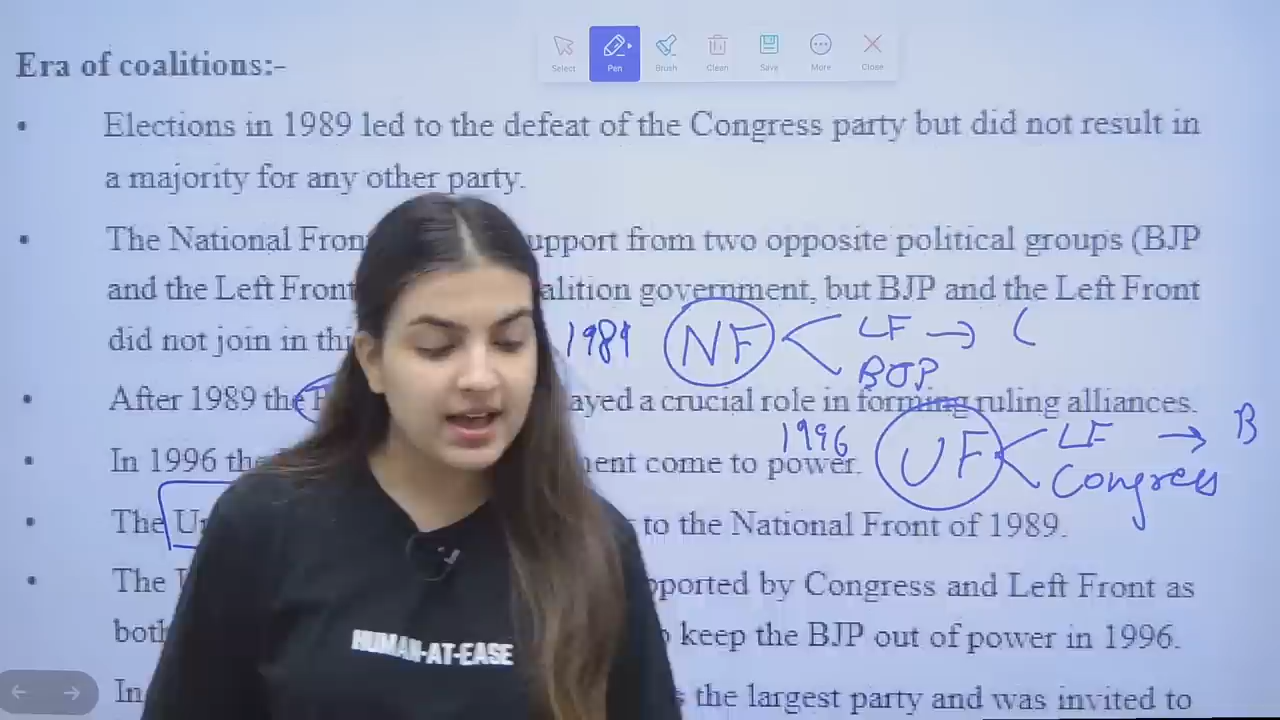 Select Pen Brush Clean Save More Close
Era of coalitions:-
• Elections in 1989 led to the defeat of the Congress party but did not result in
a majority for any other party.
• The National upport from two opposite political groups (BJP
and the Left Front alition government, but BJP and the Left Front
did not join in
1989 NF LF → (
BJP
• After 1989 the ayed a crucial role in forming ruling alliances.
1996 UF LF → B
Congress
• In 1996 ent come to power.
• The to the National Front of 1989.
• The pported by Congress and Left Front as
keep the BJP out of power in 1996.
In the largest party and was invited to
HUMAN-AT-EASE